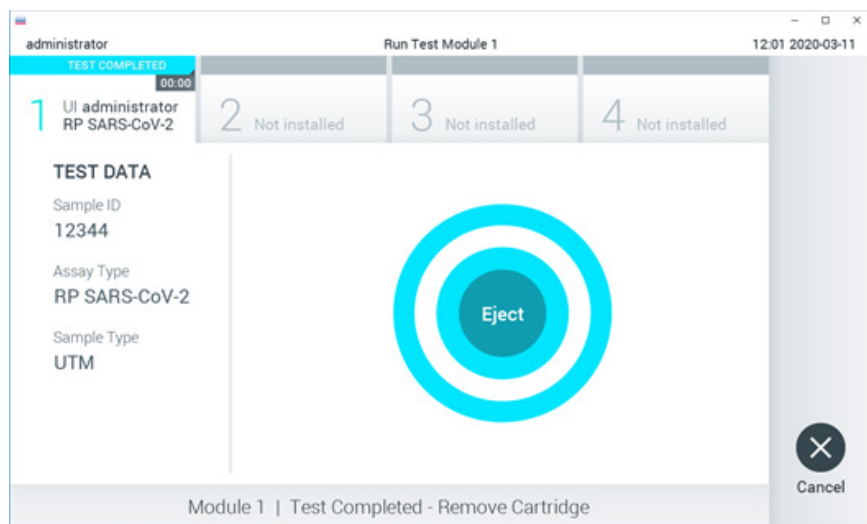 administrator Run Test Module 1 12:01 2020-03-11
TEST COMPLETED
00:00
1 UI administrator
RP SARS-CoV-2
2 Not installed
3 Not installed
4 Not installed
TEST DATA
Sample ID
12344
Assay Type
RP SARS-CoV-2
Sample Type
UTM
Eject
Cancel
Module 1 | Test Completed - Remove Cartridge